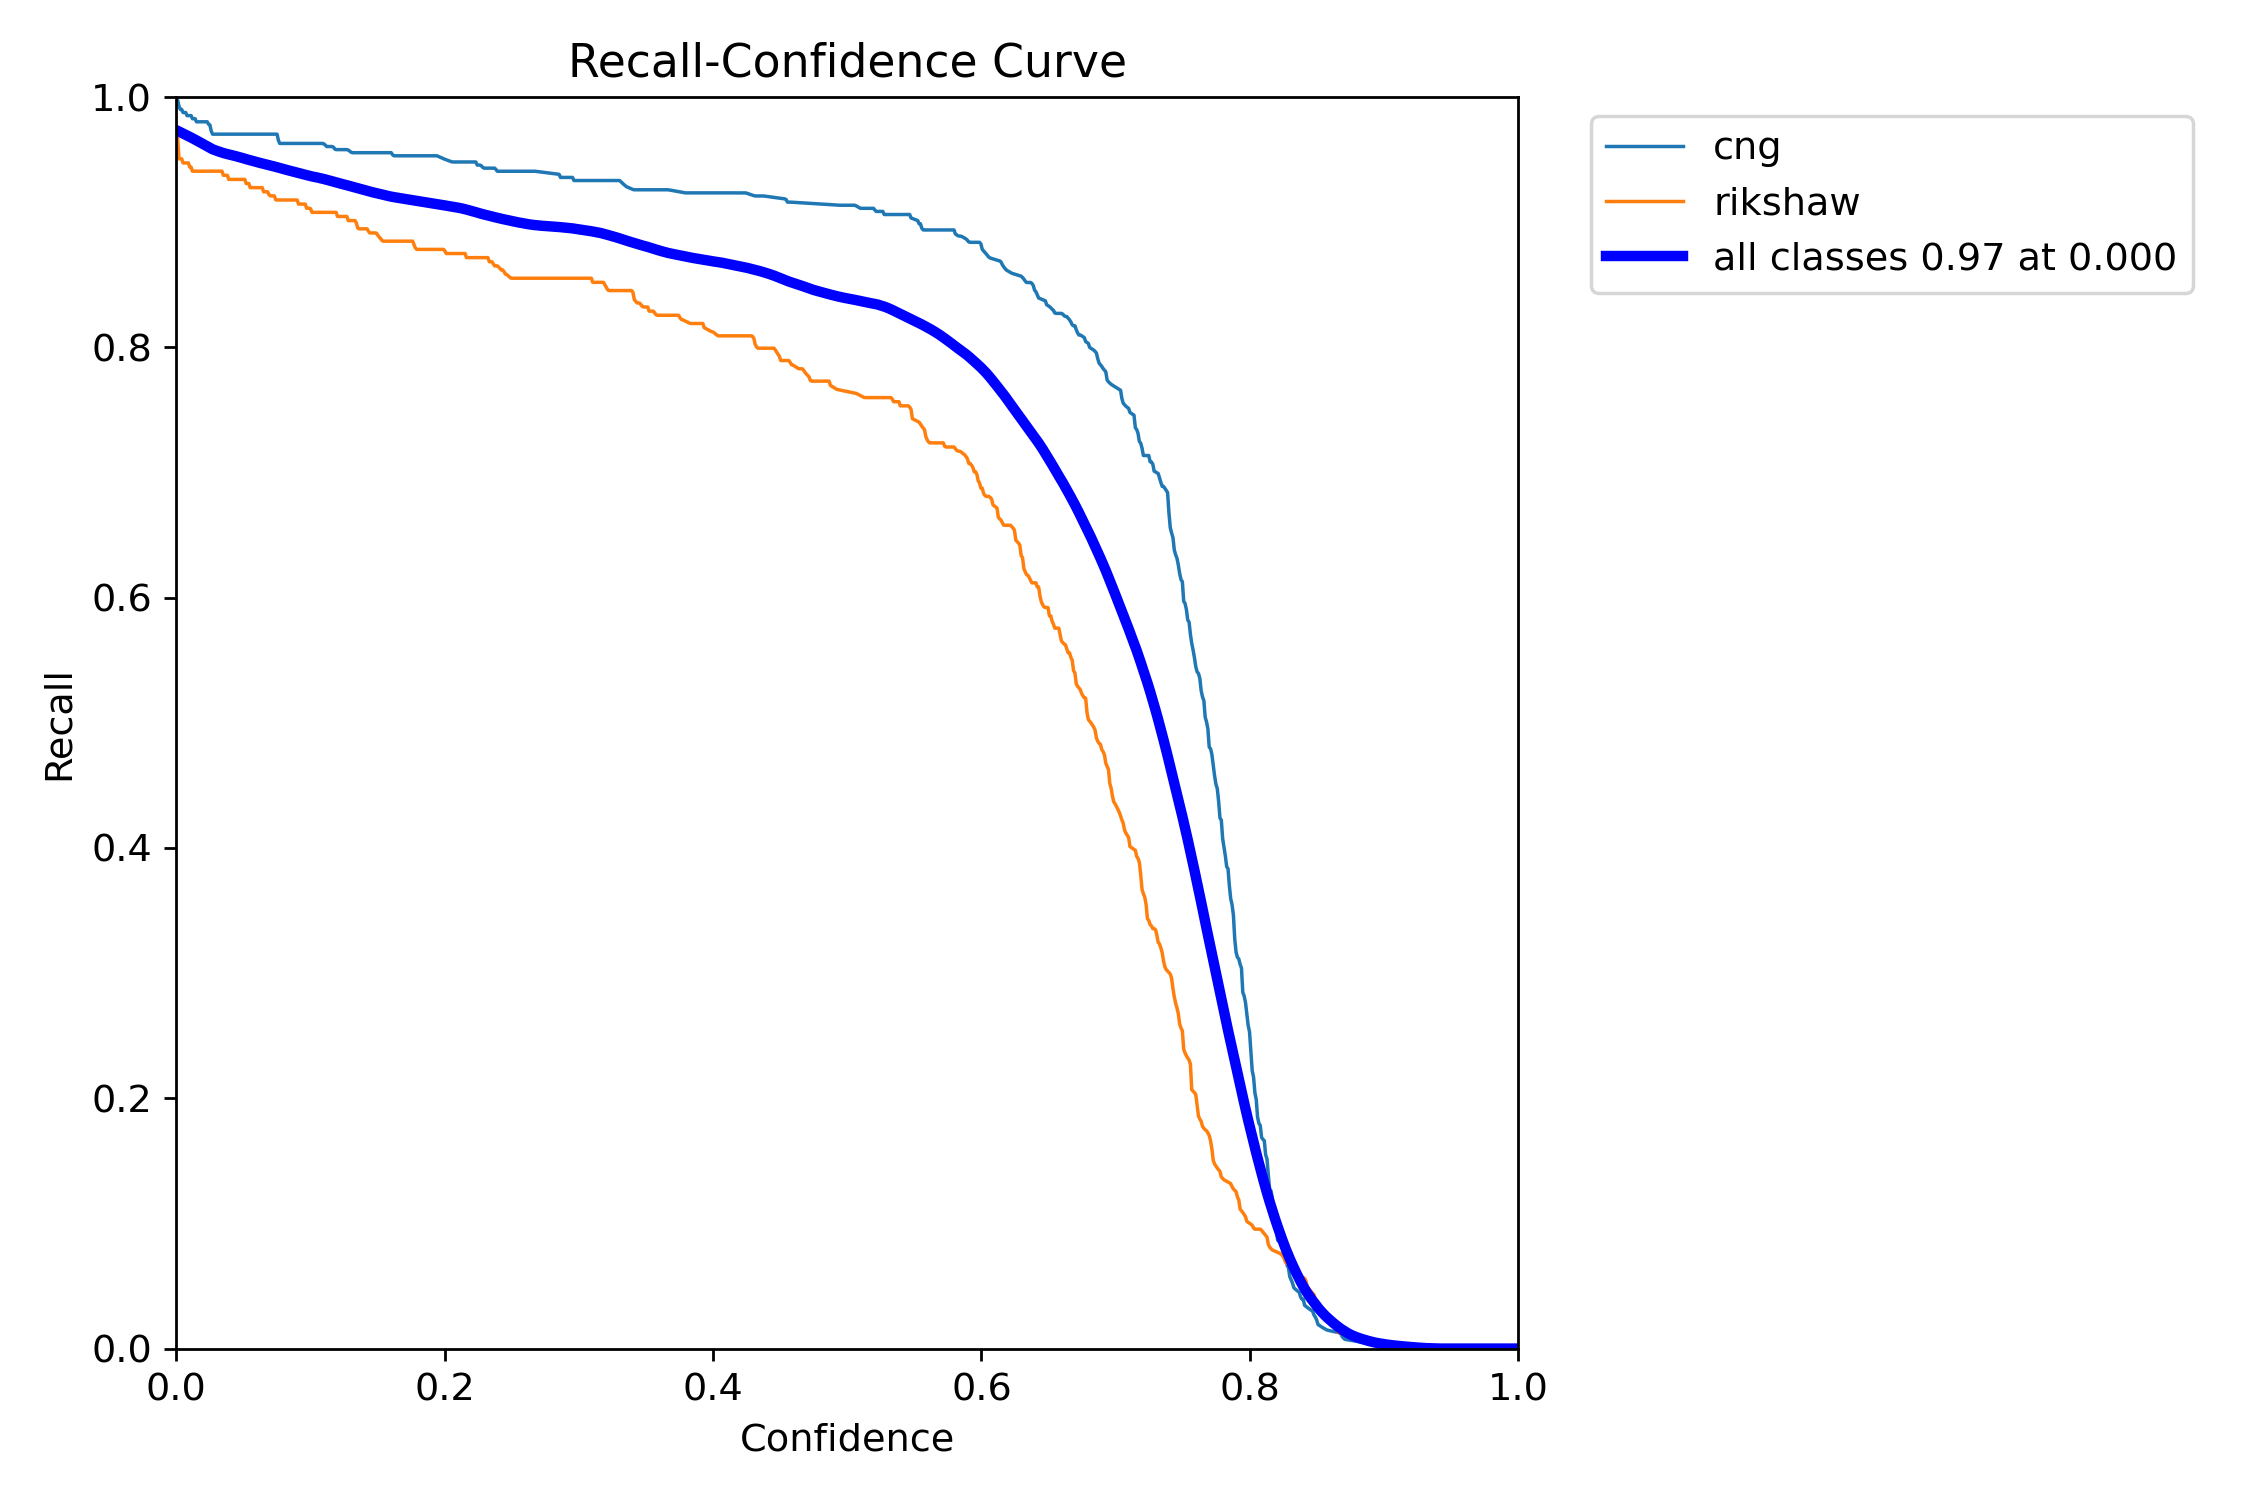 Recall-Confidence Curve
1.0
0.8
0.6
0.4
0.2
0.0
Recall
0.0 0.2 0.4 0.6 0.8 1.0
Confidence
cng
rikshaw
all classes 0.97 at 0.000